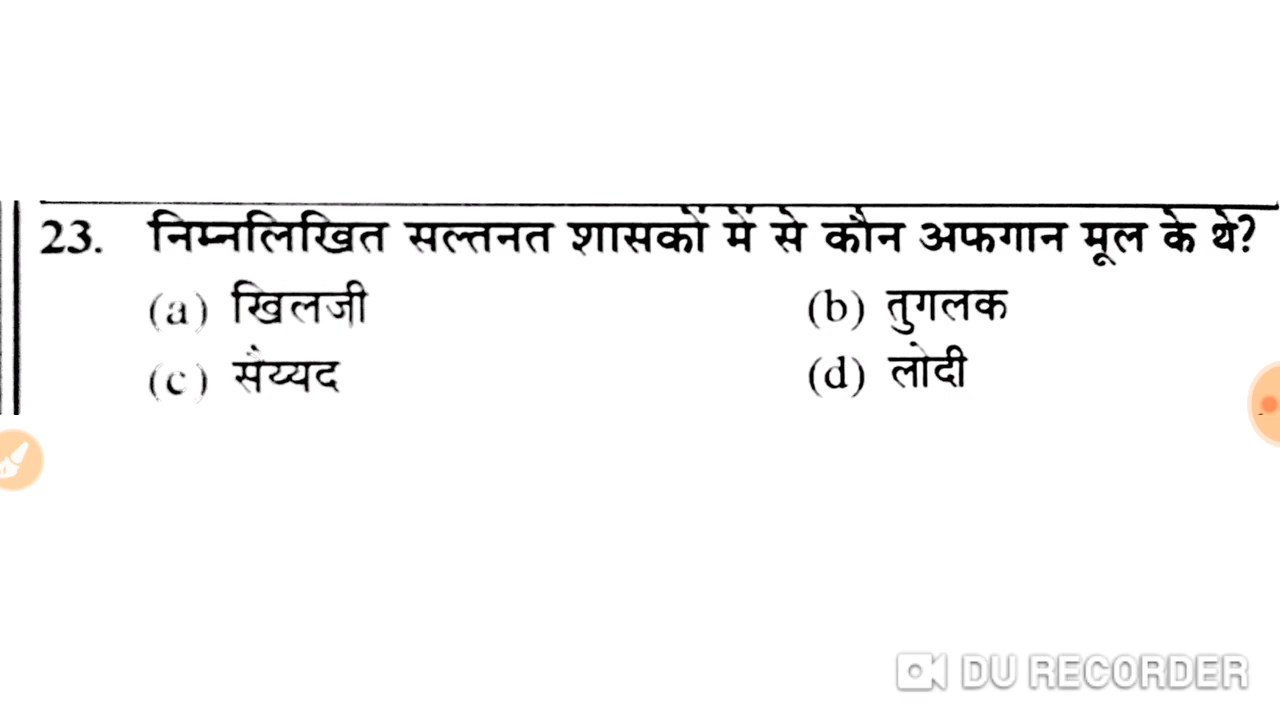 23. निम्नलिखित सल्तनत शासकों में से कौन अफगान मूल के थे?
(a) खिलजी (b) तुगलक
(c) सैय्यद (d) लोदी
DU RECORDER